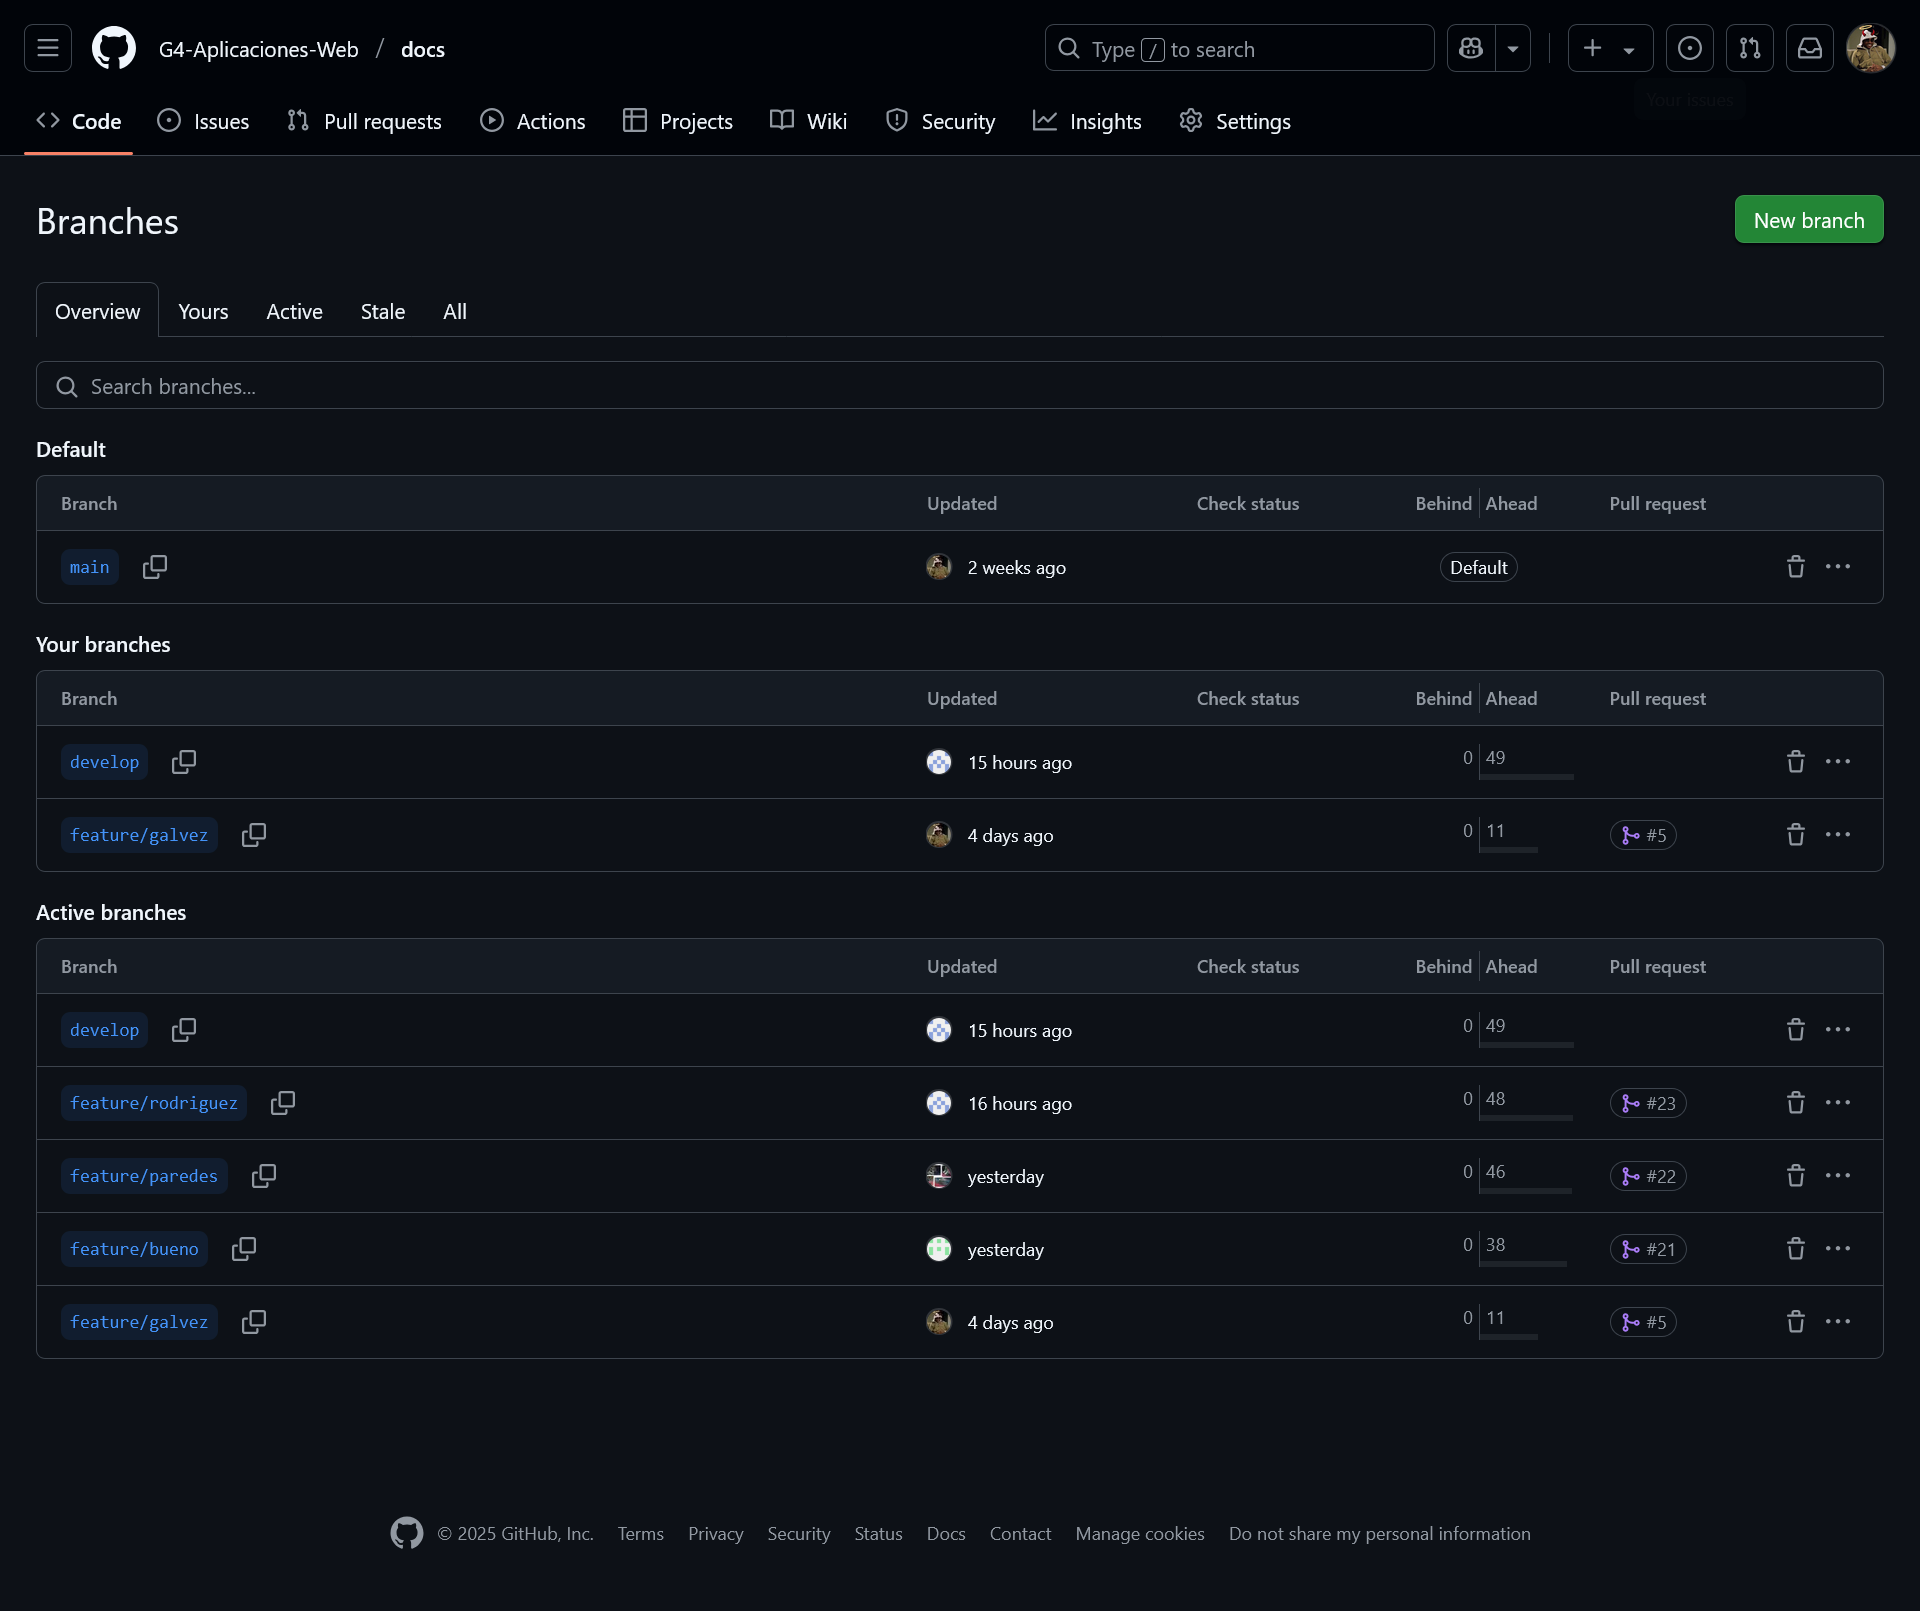 G4-Aplicaciones-Web / docs
Type / to search
Code Issues Pull requests Actions Projects Wiki Security Insights Settings
Your issues
Branches
New branch
Overview Yours Active Stale All
Search branches...
Default
Branch Updated Check status Behind Ahead Pull request
main 2 weeks ago Default
Your branches
Branch Updated Check status Behind Ahead Pull request
develop 15 hours ago 0 49
feature/galvez 4 days ago 0 11 #5
Active branches
Branch Updated Check status Behind Ahead Pull request
develop 15 hours ago 0 49
feature/rodriguez 16 hours ago 0 48 #23
feature/paredes yesterday 0 46 #22
feature/bueno yesterday 0 38 #21
feature/galvez 4 days ago 0 11 #5
© 2025 GitHub, Inc. Terms Privacy Security Status Docs Contact Manage cookies Do not share my personal information